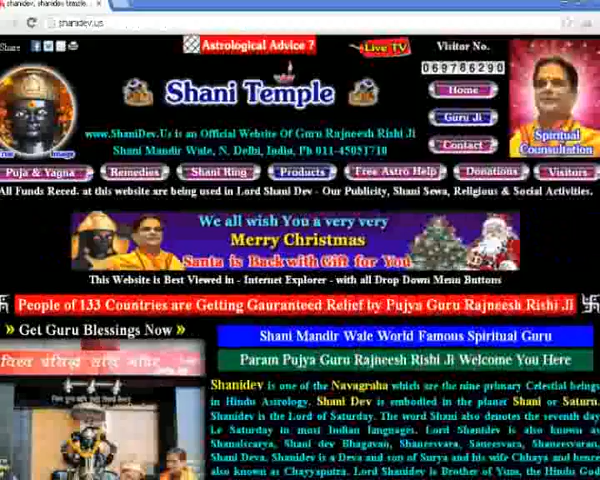 shanidev, shanidev temple,
shanidev.us
Share
Astrological Advice ?
Live TV
Visitor No.
069786290
Shani Temple
Home
Guru Ji
Contact
Spiritual
Counsultation
True Image
www.ShaniDev.Us is an Official Website Of Guru Rajneesh Rishi Ji
Shani Mandir Wale, N. Delhi, India, Ph 011-45051710
Puja & Yagna
Remedies
Shani Ring
Products
Free Astro Help
Donations
Visitors
All Funds Reced. at this website are being used in Lord Shani Dev - Our Publicity, Shani Sewa, Religious & Social Activities.
We all wish You a very very
Merry Christmas
Santa is Back with Gift for You
This Website is Best Viewed in - Internet Explorer - with all Drop Down Menu Buttons
People of 133 Countries are Getting Gauranteed Relief by Pujya Guru Rajneesh Rishi Ji
» Get Guru Blessings Now »
विश्व प्रसिद्ध
Shani Mandir Wale World Famous Spiritual Guru
Param Pujya Guru Rajneesh Rishi Ji Welcome You Here
Shanidev is one of the Navagraha which are the nine primary Celestial beings
in Hindu Astrology. Shani Dev is embodied in the planet Shani or Saturn.
Shanidev is the Lord of Saturday. The word Shani also denotes the seventh day
i.e Saturday in most Indian languages. Lord Shanidev is also known as
Shanaiscarya, Shani dev Bhagavan, Shaneesvara, Saneesvara, Shaneesvaran,
Shani Deva. Shanidev is a Deva and son of Surya and his wife Chhaya and hence
also known as Chayyaputra. Lord Shanidev is Brother of Yuna, the Hindu God